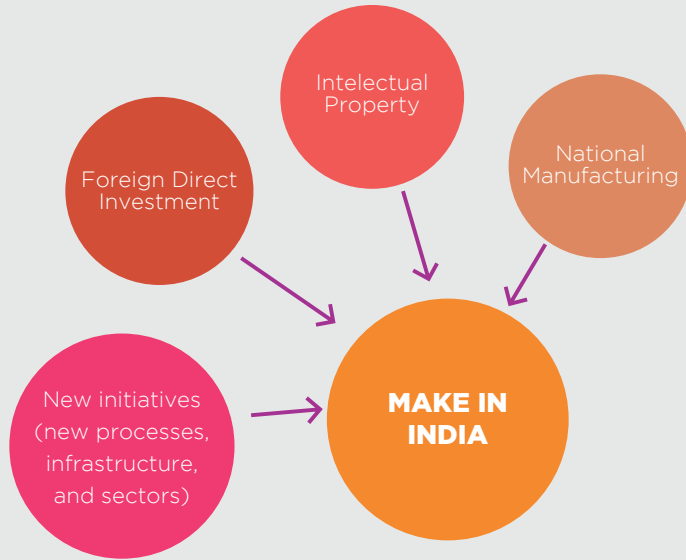 Intelectual
Property
National
Manufacturing
Foreign Direct
Investment
New initiatives
(new processes,
infrastructure,
and sectors)
MAKE IN
INDIA